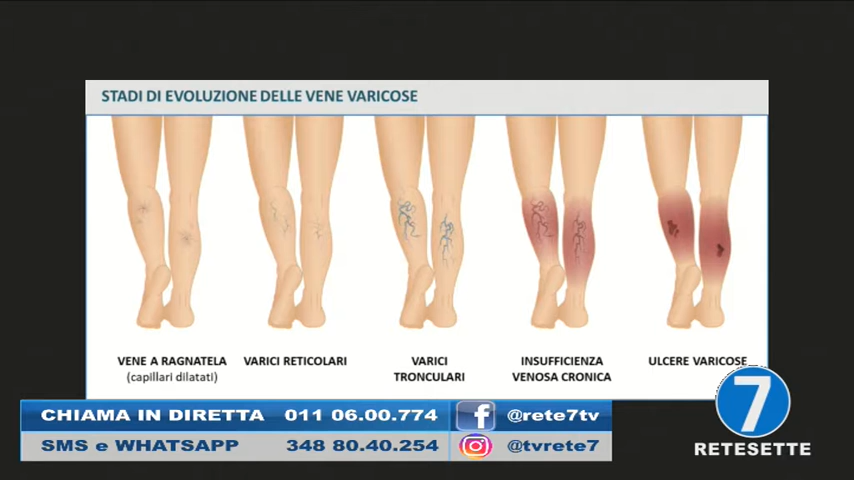 STADI DI EVOLUZIONE DELLE VENE VARICOSE
VENE A RAGNATELA
(capillari dilatati)
VARICI RETICOLARI
VARICI
TRONCULARI
INSUFFICIENZA
VENOSA CRONICA
ULCERE VARICOSE
CHIAMA IN DIRETTA 011 06.00.774 f @rete7tv
SMS e WHATSAPP 348 80.40.254 @tvrete7
7
RETESETTE